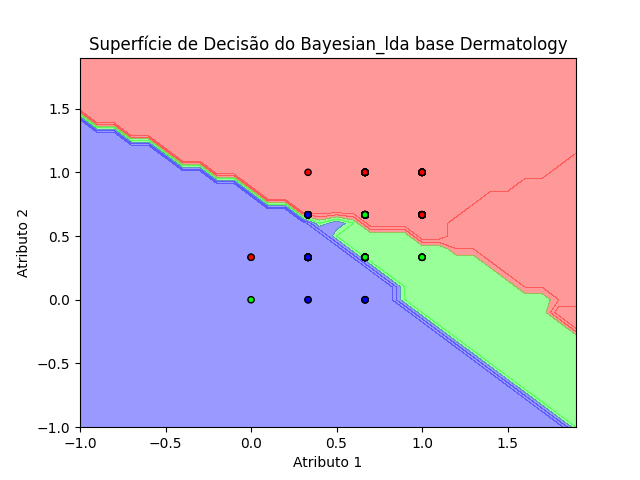 Superfície de Decisão do Bayesian_lda base Dermatology
1.5
1.0
0.5
0.0
−0.5
−1.0
Atributo 2
−1.0 −0.5 0.0 0.5 1.0 1.5
Atributo 1